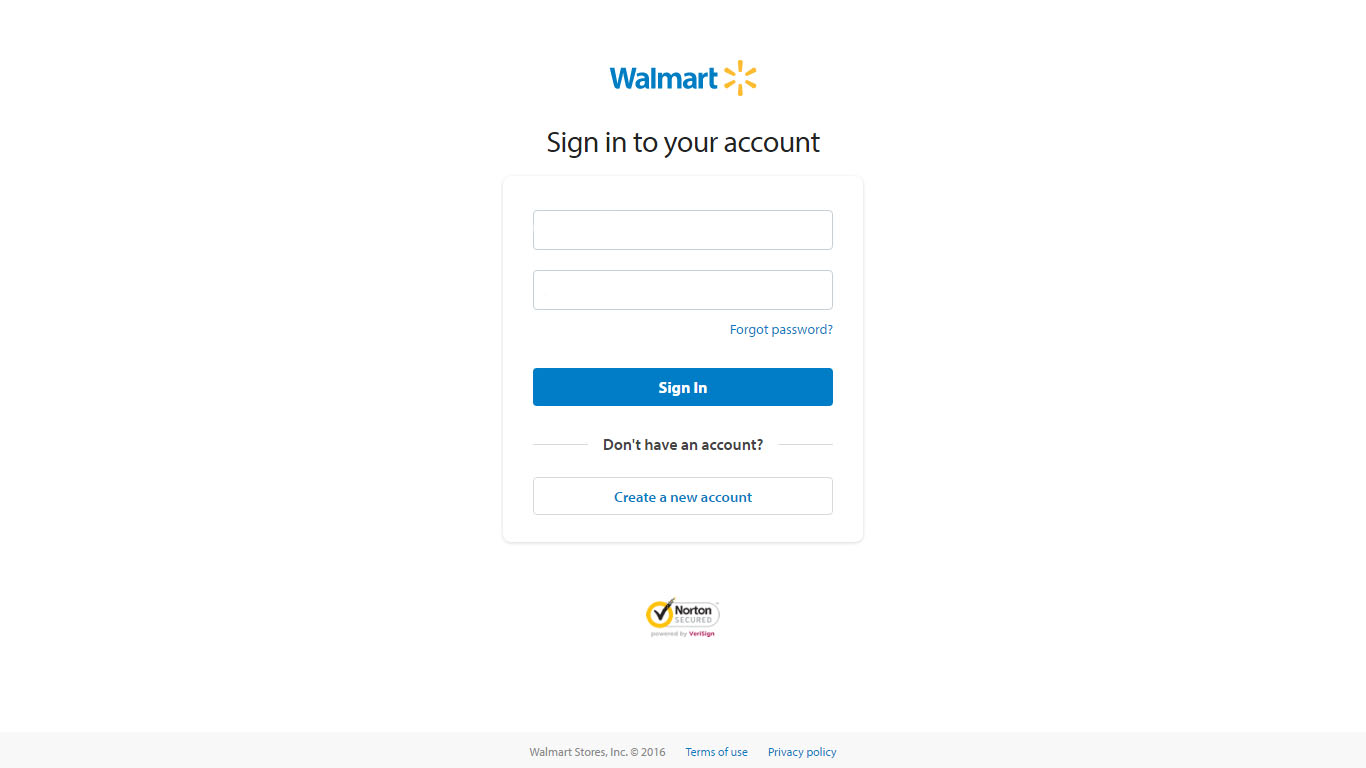 Walmart
Sign in to your account
Forgot password?
Sign In
Don't have an account?
Create a new account
Norton
SECURED
powered by VeriSign
Walmart Stores, Inc. © 2016 Terms of use Privacy policy